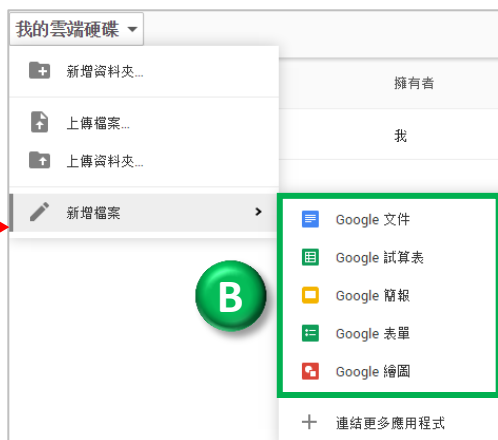 我的雲端硬碟
新增資料夾...
擁有者
上傳檔案...
我
上傳資料夾...
新增檔案
Google 文件
Google 試算表
B
Google 簡報
Google 表單
Google 繪圖
連結更多應用程式